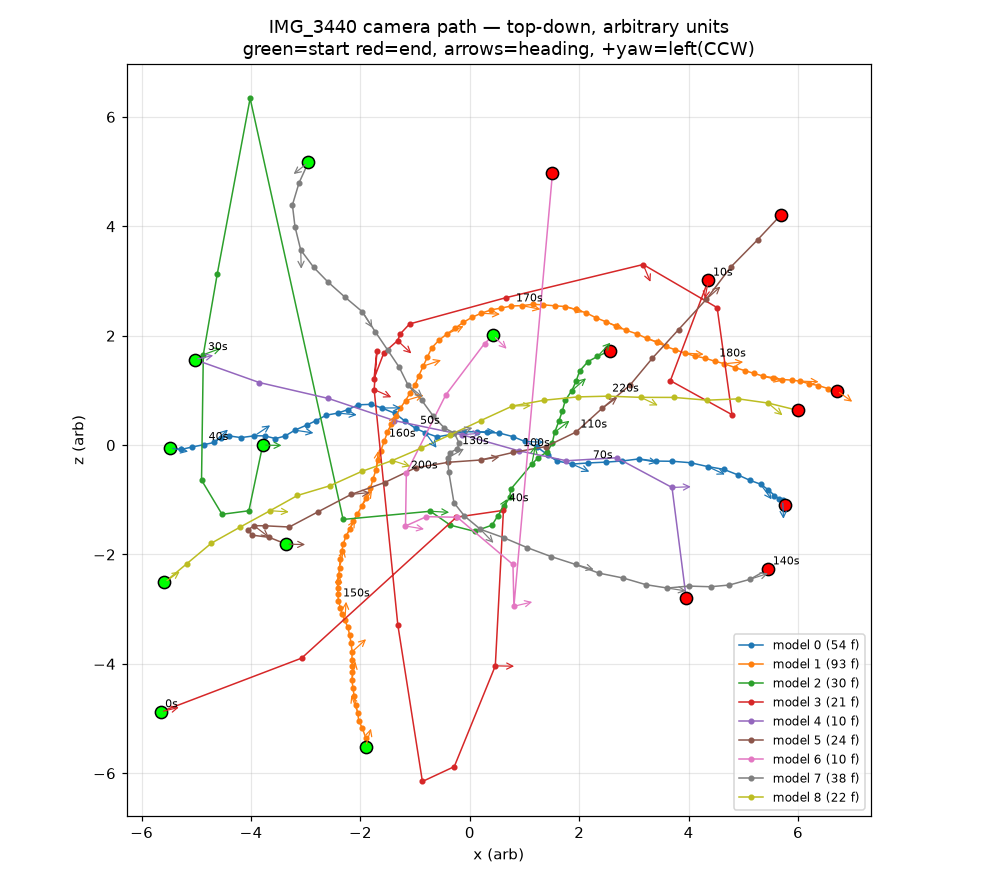 IMG_3440 camera path — top-down, arbitrary units
green=start red=end, arrows=heading, +yaw=left(CCW)
z (arb)
6
4
2
0
−2
−4
−6
10s
170s
30s
180s
220s
50s
110s
40s
160s
130s
100s
70s
200s
40s
150s
140s
0s
model 0 (54 f)
model 1 (93 f)
model 2 (30 f)
model 3 (21 f)
model 4 (10 f)
model 5 (24 f)
model 6 (10 f)
model 7 (38 f)
model 8 (22 f)
−6
−4
−2
0
2
4
6
x (arb)